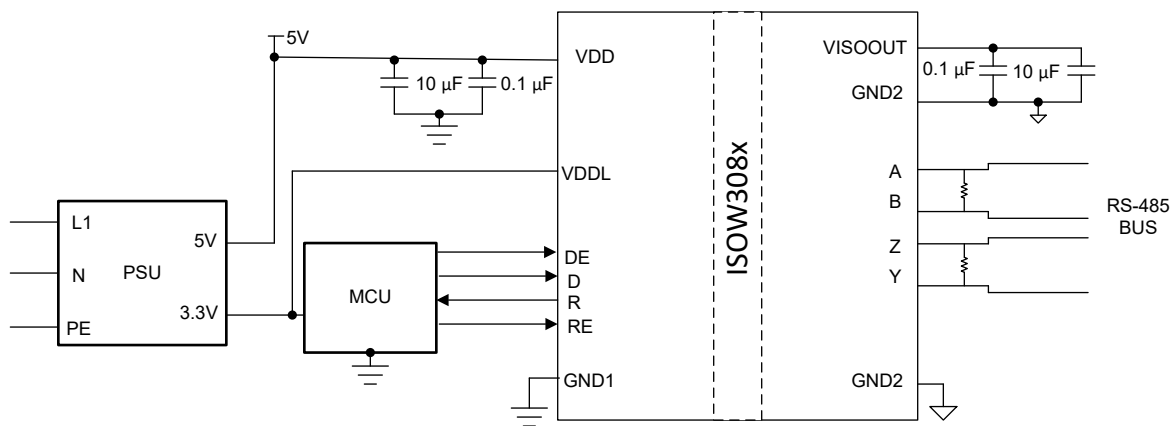 5V
VDD
10 µF
0.1 µF
VISOOUT
0.1 µF
10 µF
GND2
VDDL
A
B
Z
Y
RS-485
BUS
ISOW308x
L1
N
PE
PSU
5V
3.3V
MCU
DE
D
R
RE
GND1
GND2